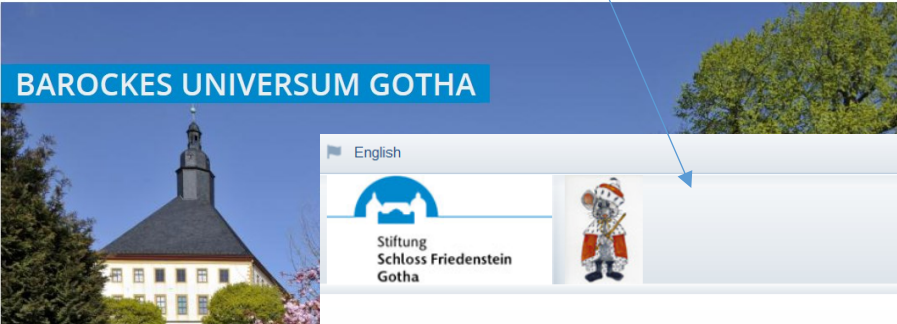 BAROCKES UNIVERSUM GOTHA
English
Stiftung
Schloss Friedenstein
Gotha